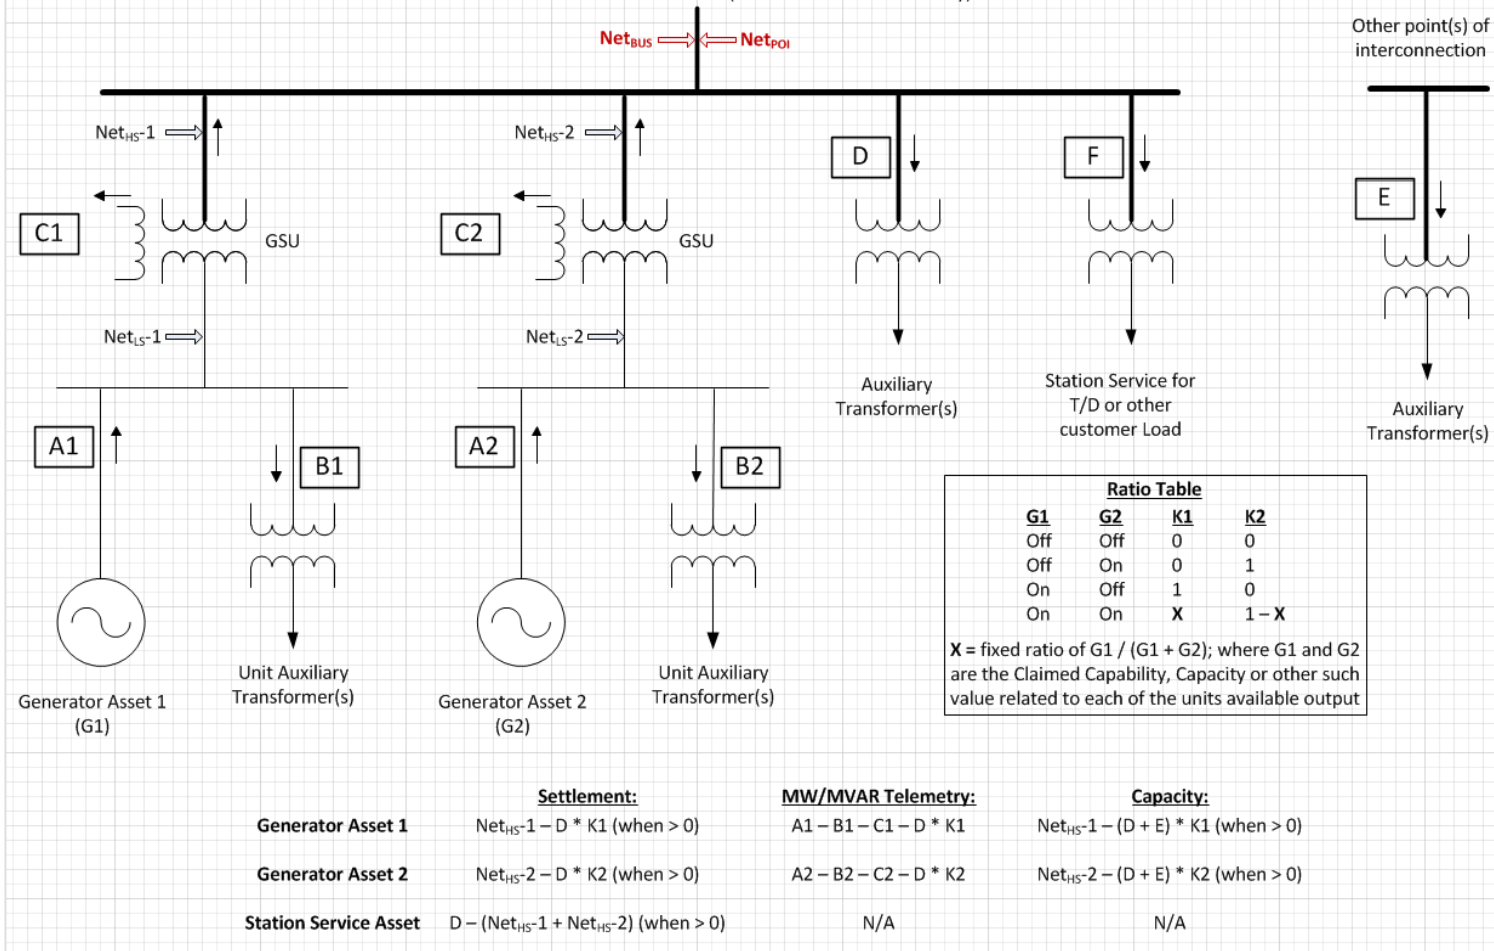 Net_BUS
Net_POI
Other point(s) of
interconnection
Net_HS-1
Net_HS-2
D
F
E
C1
GSU
C2
GSU
Net_LS-1
Net_LS-2
Auxiliary
Transformer(s)
Station Service for
T/D or other
customer Load
Auxiliary
Transformer(s)
A1
B1
A2
B2
Ratio Table
G1 G2 K1 K2
Off Off 0 0
Off On 0 1
On Off 1 0
On On X 1 – X
X = fixed ratio of G1 / (G1 + G2); where G1 and G2
are the Claimed Capability, Capacity or other such
value related to each of the units available output
Generator Asset 1
(G1)
Unit Auxiliary
Transformer(s)
Generator Asset 2
(G2)
Unit Auxiliary
Transformer(s)
Settlement: MW/MVAR Telemetry: Capacity:
Generator Asset 1 Net_HS-1 – D * K1 (when > 0) A1 – B1 – C1 – D * K1 Net_HS-1 – (D + E) * K1 (when > 0)
Generator Asset 2 Net_HS-2 – D * K2 (when > 0) A2 – B2 – C2 – D * K2 Net_HS-2 – (D + E) * K2 (when > 0)
Station Service Asset D – (Net_HS-1 + Net_HS-2) (when > 0) N/A N/A